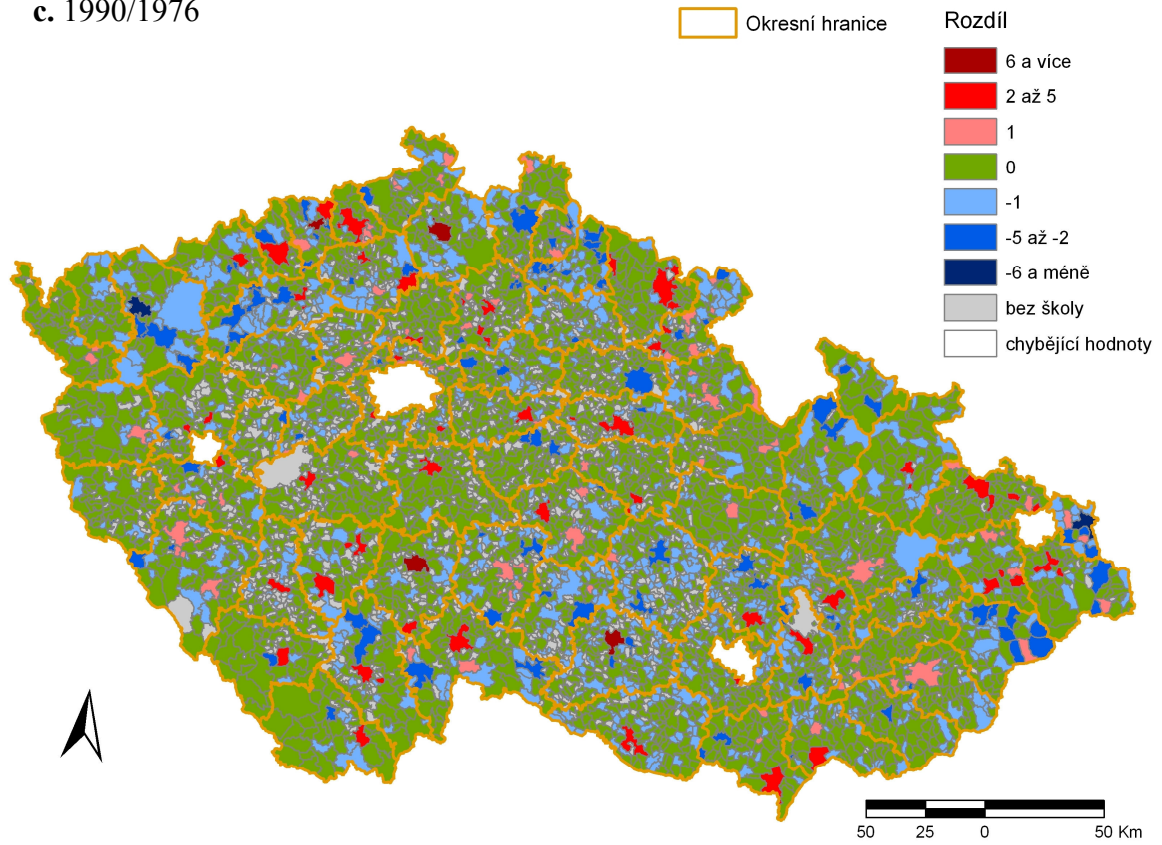 c. 1990/1976
Okresní hranice
Rozdíl
6 a více
2 až 5
1
0
-1
-5 až -2
-6 a méně
bez školy
chybějící hodnoty
50 25 0 50 Km